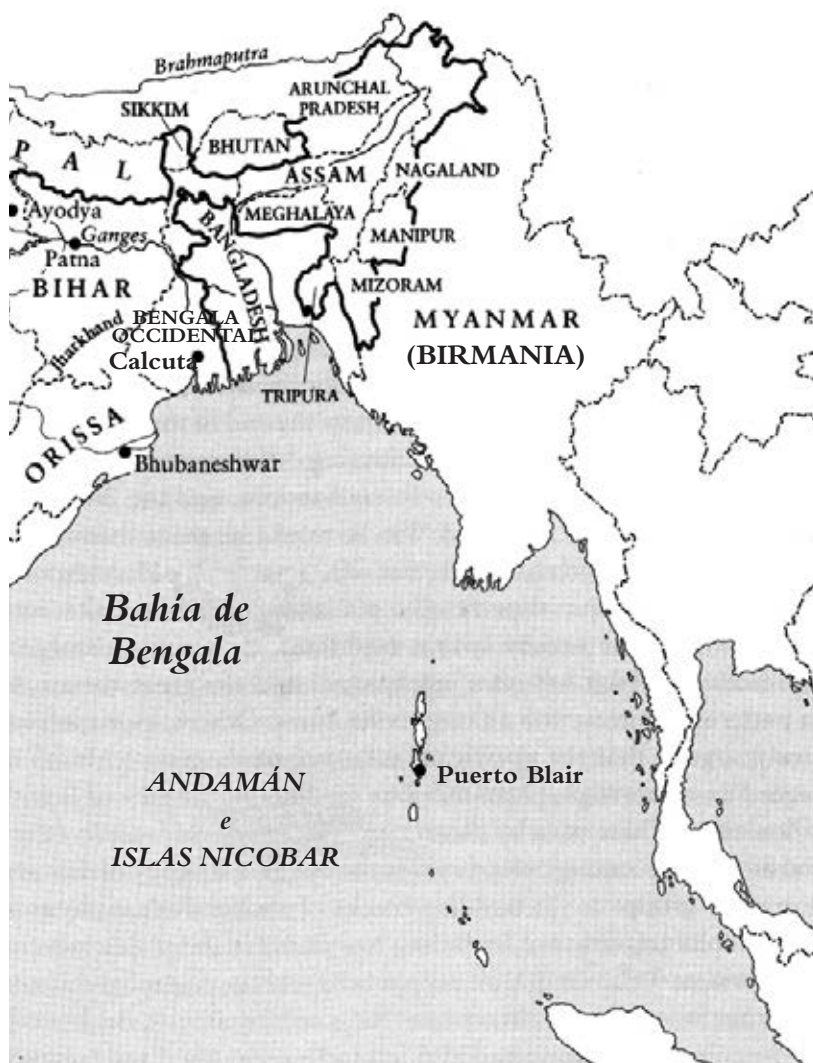 Brahmaputra
ARUNCHAL
PRADESH
SIKKIM
BHUTAN
P A L
ASSAM
NAGALAND
Ayodya
MEGHALAYA
BANGLADESH
Ganges
MANIPUR
Patna
BIHAR
MIZORAM
Jharkhand
BENGALA
OCCIDENTAL
MYANMAR
(BIRMANIA)
Calcuta
TRIPURA
ORISSA
Bhubaneshwar
Bahía de
Bengala
Puerto Blair
ANDAMÁN
e
ISLAS NICOBAR